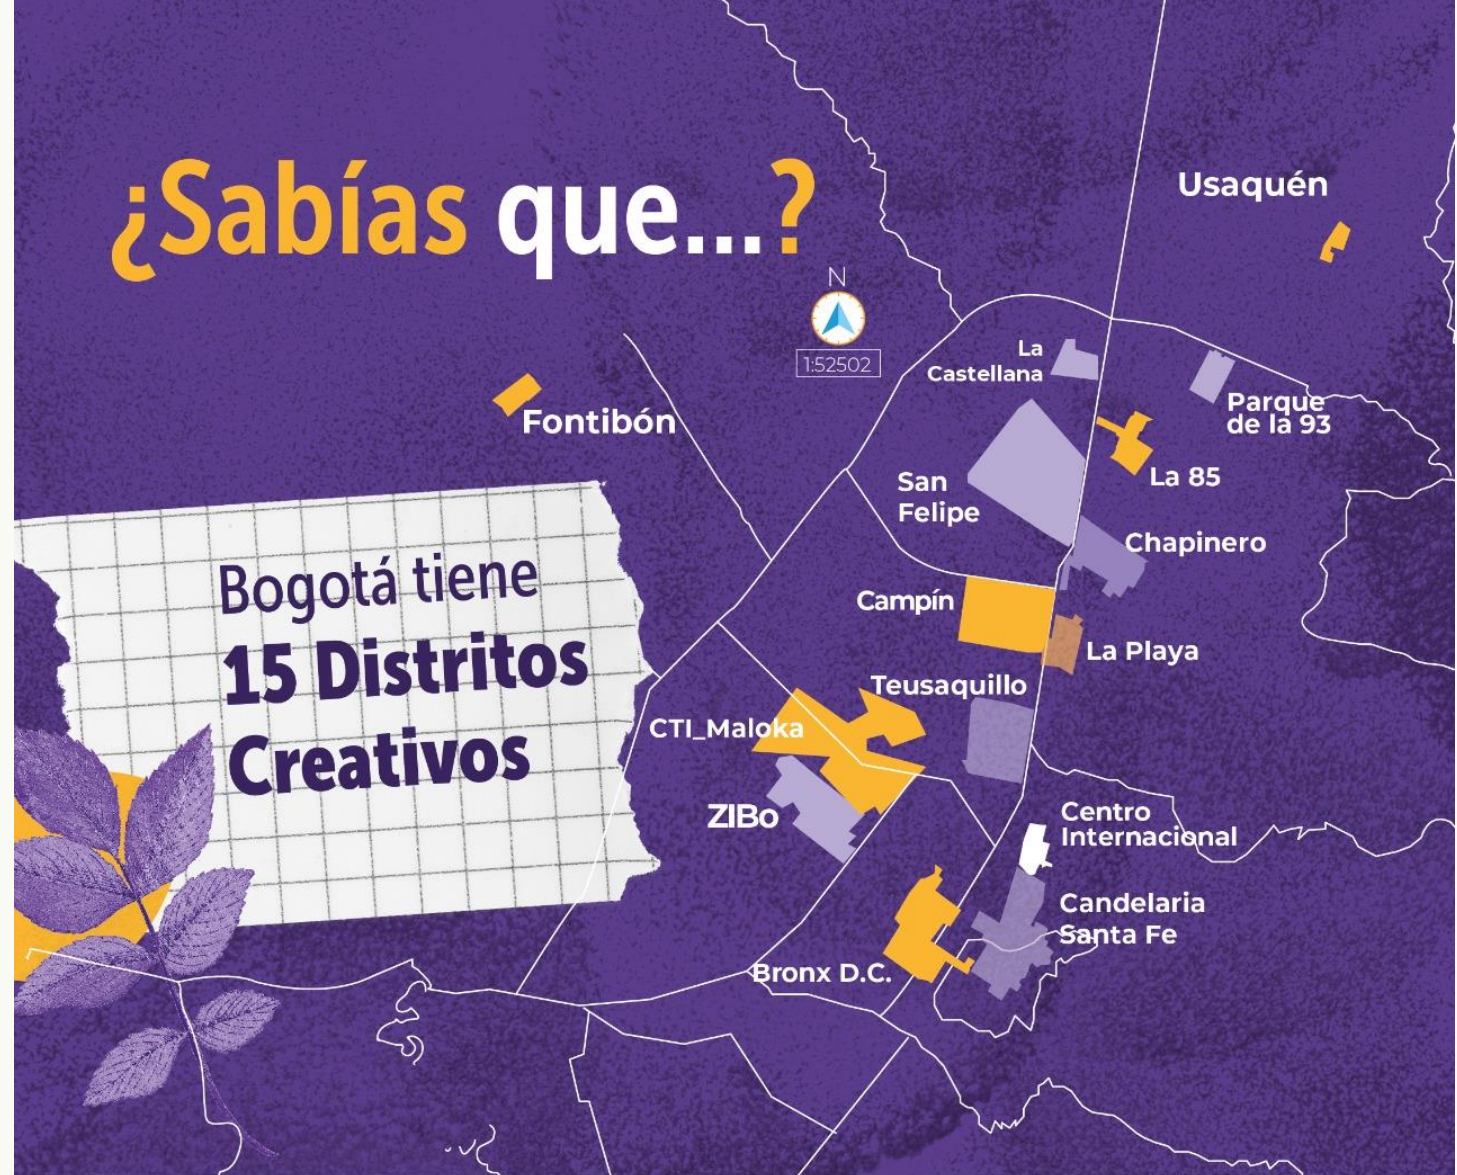 ¿Sabías que...?
N
1:52502
Usaquén
La
Castellana
Parque
de la 93
Fontibón
La 85
San
Felipe
Chapinero
Bogotá tiene
15 Distritos
Creativos
Campín
La Playa
Teusaquillo
CTI_Maloka
ZIBo
Centro
Internacional
Candelaria
Santa Fe
Bronx D.C.